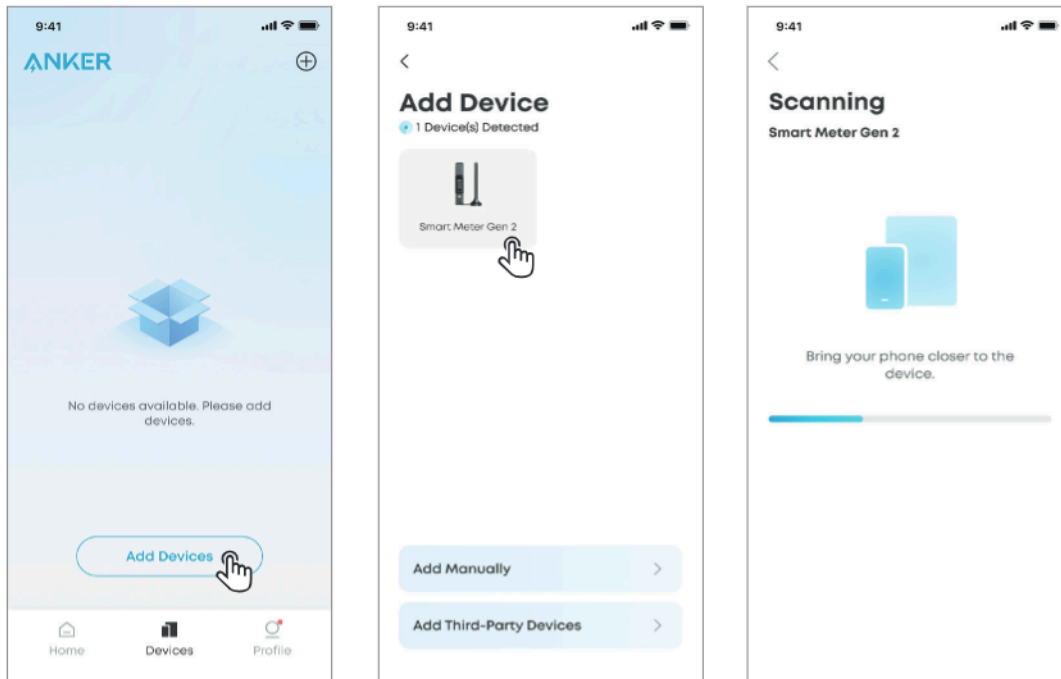 9:41
ANKER
No devices available. Please add
devices.
Add Devices
Home
Devices
Profile
9:41
Add Device
1 Device(s) Detected
Smart Meter Gen 2
Add Manually
Add Third-Party Devices
9:41
Scanning
Smart Meter Gen 2
Bring your phone closer to the
device.